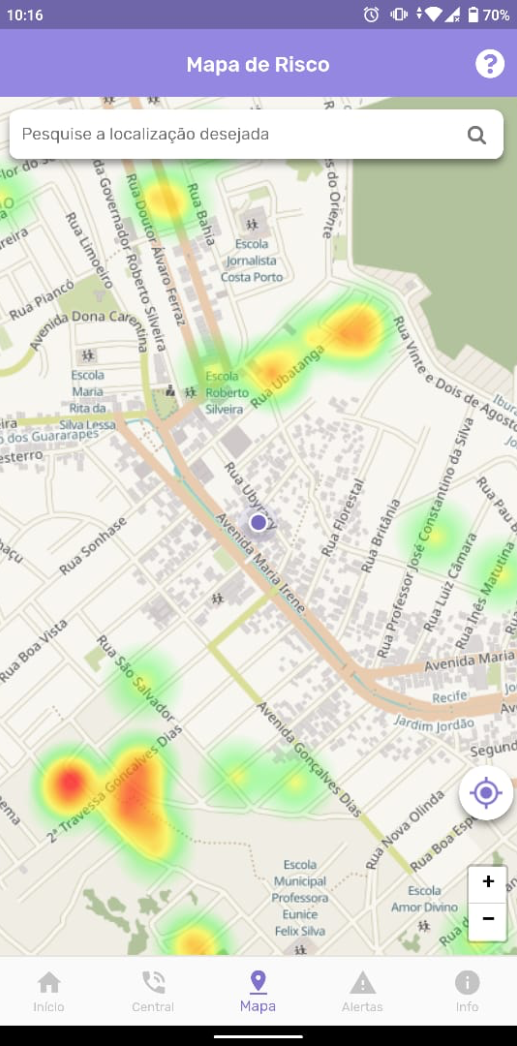 10:16
70%
Mapa de Risco
?
Pesquise a localização desejada
Rua Bahia
Rua Doutor Álvaro Ferraz
da Governador Roberto Silveira
Rua Limoeiro
Rua Piancó
Avenida Dona Carentina
Escola
Jornalista
Costa Porto
s do Oriente
Rua Vinte e Dois de Agosto
Escola
Maria
Rita da
Silva Lessa
Escola
Roberto
Silveira
Rua Ubatanga
o dos Guararapes
esterro
Rua Ubyracy
Rua Sonhase
Avenida Maria Irene
Rua Florestal
Rua Britânia
Rua Professor José Constantino da Silva
Rua Luiz Câmara
Rua Inês Matutina
Rua Pau B
Rua Boa Vista
Rua São Salvador
Avenida Maria
Recife
Jardim Jordão
Avenida Gonçalves Dias
2ª Travessa Gonçalves Dias
Segund
Rua Nova Olinda
Rua Boa Esp
Escola
Municipal
Professora
Eunice
Felix Silva
Escola
Amor Divino
Rua d
+
−
Início
Central
Mapa
Alertas
Info